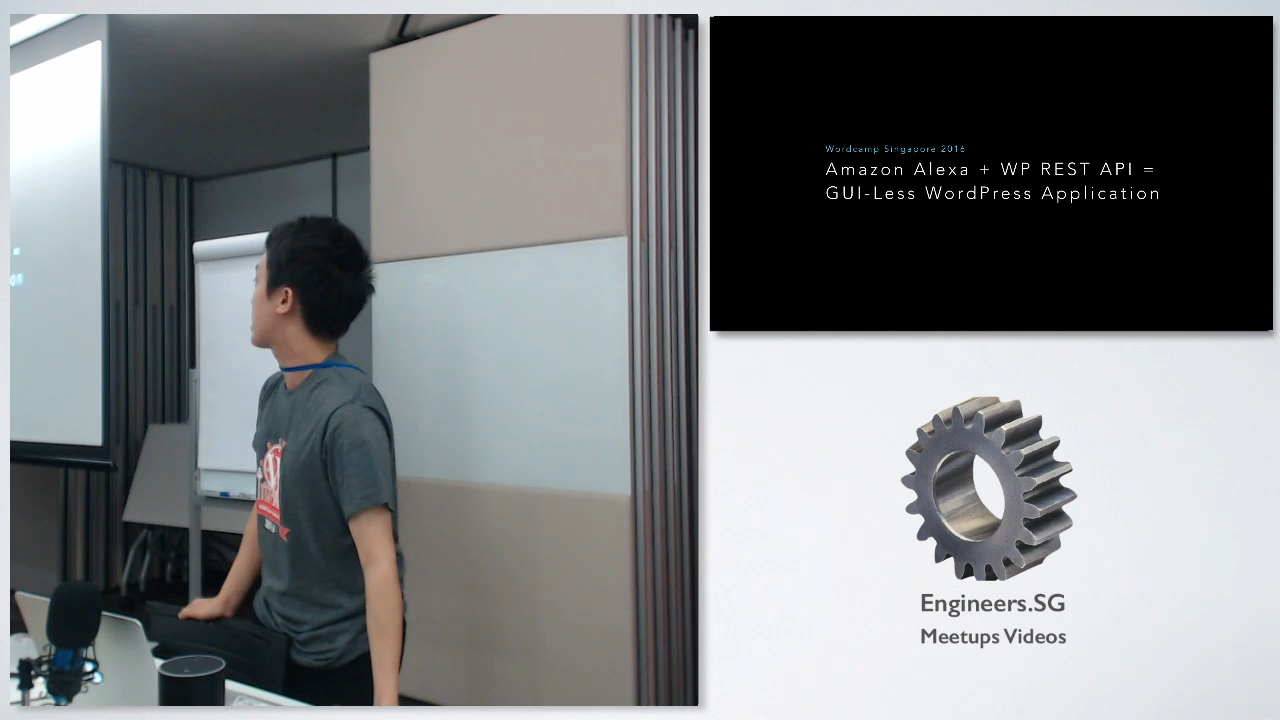 Wordcamp Singapore 2016
Amazon Alexa + WP REST API =
GUI-Less WordPress Application
Engineers.SG
Meetups Videos